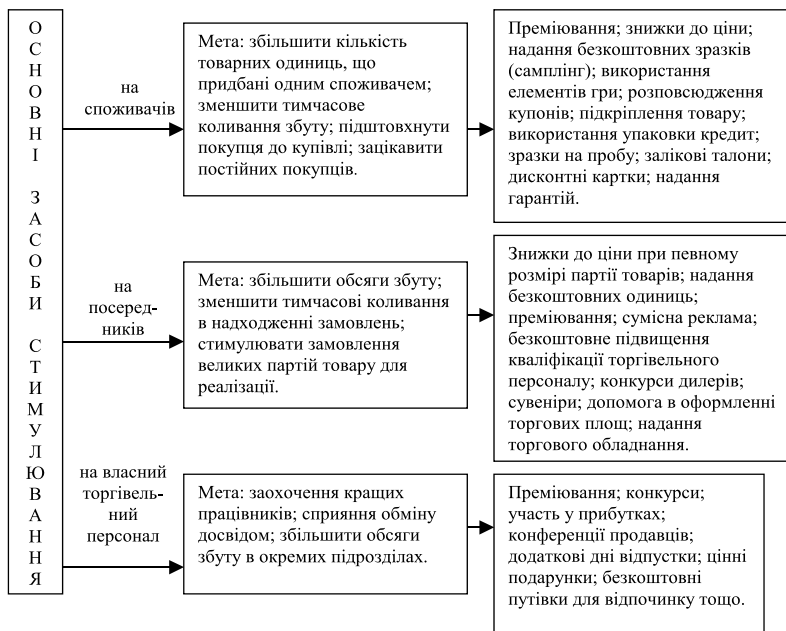 ОСНОВНІ ЗАСОБИ СТИМУЛЮВАННЯ
на
споживачів
Мета: збільшити кількість
товарних одиниць, що
придбані одним споживачем;
зменшити тимчасове
коливання збуту; підштовхнути
покупця до купівлі; зацікавити
постійних покупців.
Преміювання; знижки до ціни;
надання безкоштовних зразків
(самплінг); використання
елементів гри; розповсюдження
купонів; підкріплення товару;
використання упаковки кредит;
зразки на пробу; залікові талони;
дисконтні картки; надання
гарантій.
на
посеред-
ників
Мета: збільшити обсяги збуту;
зменшити тимчасові коливання
в надходженні замовлень;
стимулювати замовлення
великих партій товару для
реалізації.
Знижки до ціни при певному
розмірі партії товарів; надання
безкоштовних одиниць;
преміювання; сумісна реклама;
безкоштовне підвищення
кваліфікації торгівельного
персоналу; конкурси дилерів;
сувеніри; допомога в оформленні
торгових площ; надання
торгового обладнання.
на власний
торгівель-
ний
персонал
Мета: заохочення кращих
працівників; сприяння обміну
досвідом; збільшити обсяги
збуту в окремих підрозділах.
Преміювання; конкурси;
участь у прибутках;
конференції продавців;
додаткові дні відпустки; цінні
подарунки; безкоштовні
путівки для відпочинку тощо.